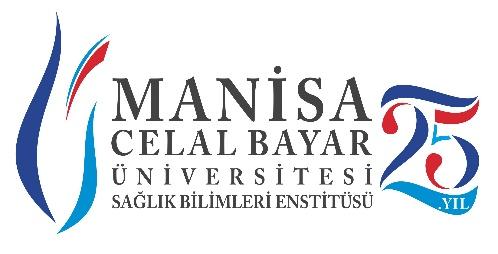 MANİSA
CELAL BAYAR
ÜNİVERSİTESİ
SAĞLIK BİLİMLERİ ENSTİTÜSÜ
25
.YIL